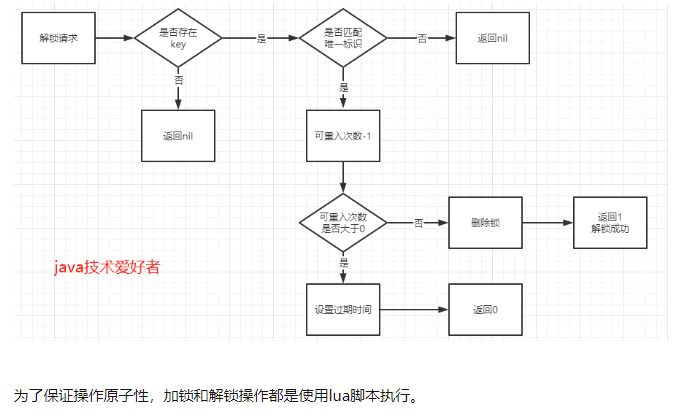 解锁请求
是否存在
key
是
是否匹配
唯一标识
否
返回nil
否
是
返回nil
可重入次数-1
可重入次数
是否大于0
否
删除锁
返回1
解锁成功
java技术爱好者
是
设置过期时间
返回0
为了保证操作原子性，加锁和解锁操作都是使用lua脚本执行。